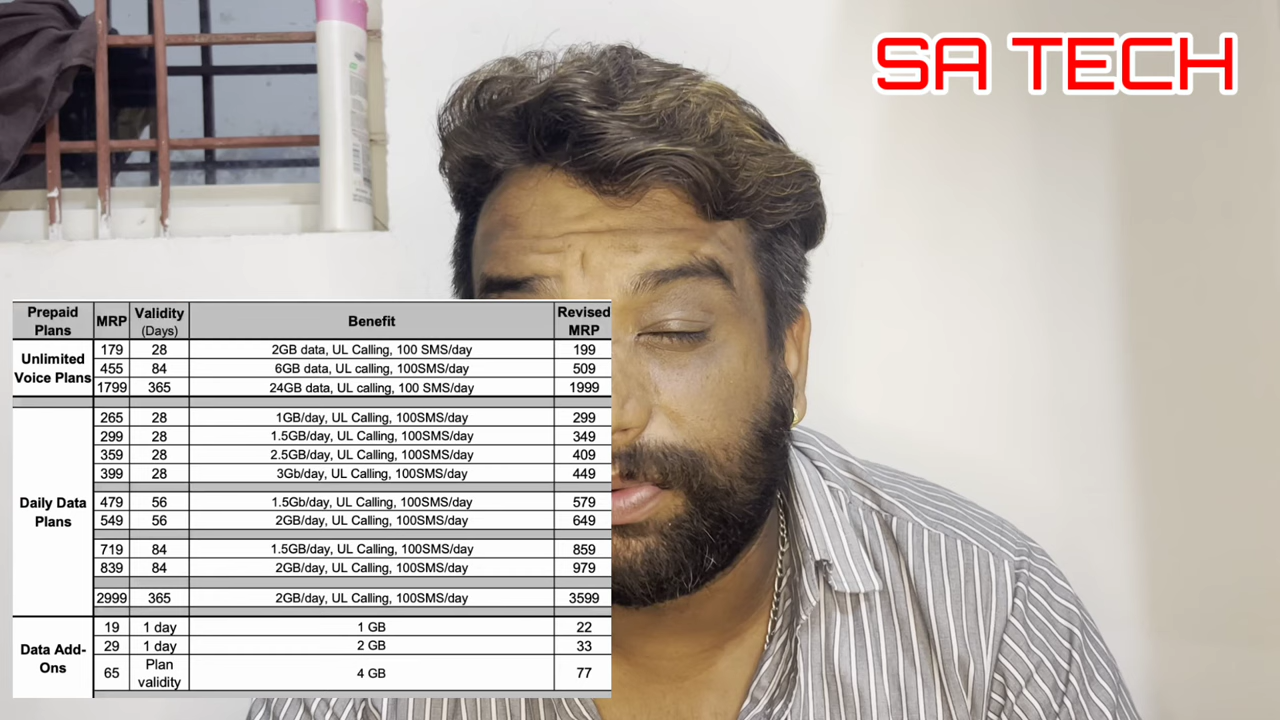 SA TECH
Prepaid Plans MRP Validity (Days) Benefit Revised MRP
Unlimited Voice Plans
179 28 2GB data, UL Calling, 100 SMS/day 199
455 84 6GB data, UL calling, 100SMS/day 509
1799 365 24GB data, UL calling, 100 SMS/day 1999
Daily Data Plans
265 28 1GB/day, UL Calling, 100SMS/day 299
299 28 1.5GB/day, UL Calling, 100SMS/day 349
359 28 2.5GB/day, UL Calling, 100SMS/day 409
399 28 3Gb/day, UL Calling, 100SMS/day 449
479 56 1.5Gb/day, UL Calling, 100SMS/day 579
549 56 2GB/day, UL Calling, 100SMS/day 649
719 84 1.5GB/day, UL Calling, 100SMS/day 859
839 84 2GB/day, UL Calling, 100SMS/day 979
2999 365 2GB/day, UL Calling, 100SMS/day 3599
Data Add-Ons
19 1 day 1 GB 22
29 1 day 2 GB 33
65 Plan validity 4 GB 77